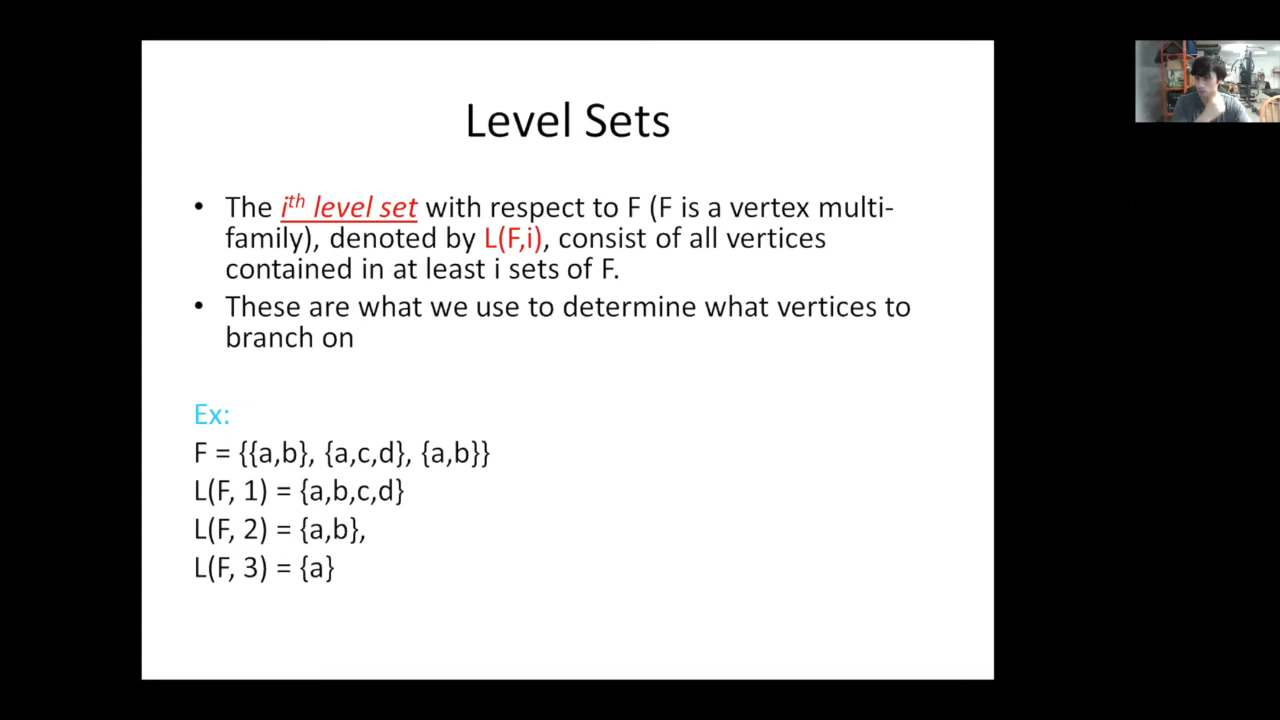 Level Sets
• The ith level set with respect to F (F is a vertex multi-
family), denoted by L(F,i), consist of all vertices
contained in at least i sets of F.
• These are what we use to determine what vertices to
branch on
Ex:
F = {{a,b}, {a,c,d}, {a,b}}
L(F, 1) = {a,b,c,d}
L(F, 2) = {a,b},
L(F, 3) = {a}